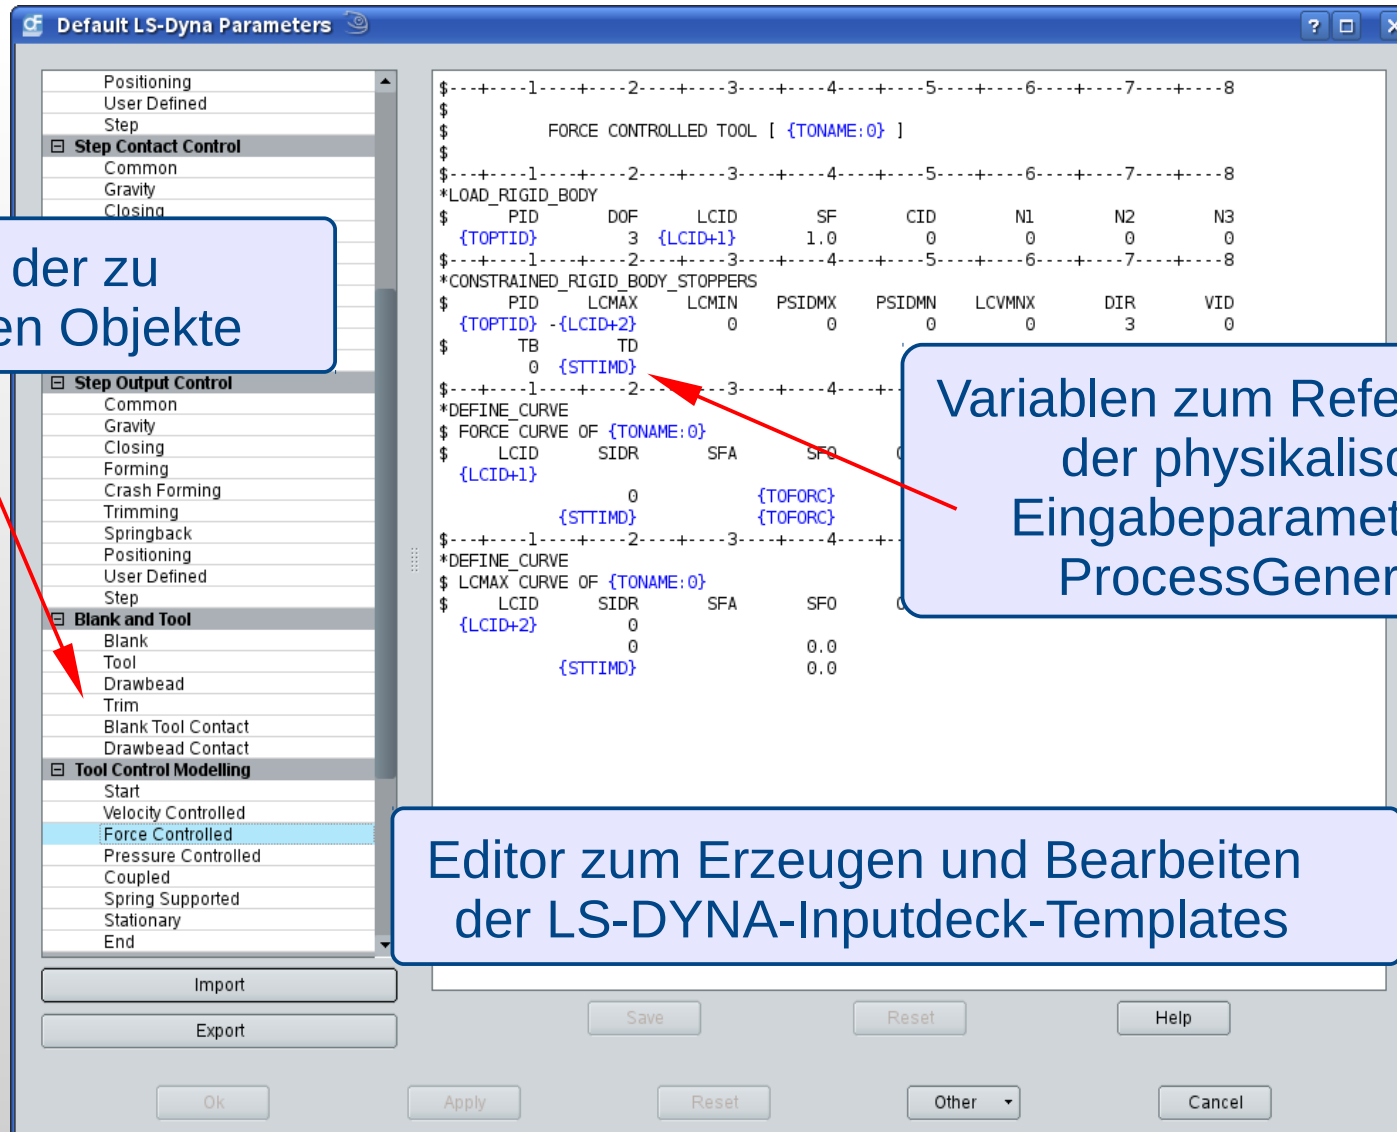 Default LS-Dyna Parameters
Positioning
User Defined
Step
Step Contact Control
Common
Gravity
Closing
der zu
en Objekte
Step Output Control
Common
Gravity
Closing
Forming
Crash Forming
Trimming
Springback
Positioning
User Defined
Step
Blank and Tool
Blank
Tool
Drawbead
Trim
Blank Tool Contact
Drawbead Contact
Tool Control Modelling
Start
Velocity Controlled
Force Controlled
Pressure Controlled
Coupled
Spring Supported
Stationary
End
Import
Export
$---+----1----+----2----+----3----+----4----+----5----+----6----+----7----+----8
$
$ FORCE CONTROLLED TOOL [ {TONAME:0} ]
$
$---+----1----+----2----+----3----+----4----+----5----+----6----+----7----+----8
*LOAD_RIGID_BODY
$ PID DOF LCID SF CID N1 N2 N3
{TOPTID} 3 {LCID+1} 1.0 0 0 0 0
$---+----1----+----2----+----3----+----4----+----5----+----6----+----7----+----8
*CONSTRAINED_RIGID_BODY_STOPPERS
$ PID LCMAX LCMIN PSIDMX PSIDMN LCVMNX DIR VID
{TOPTID} -{LCID+2} 0 0 0 0 3 0
$ TB TD
0 {STTIMD}
$---+----1----+----2----+----3----+----4----+--
*DEFINE_CURVE
$ FORCE CURVE OF {TONAME:0}
$ LCID SIDR SFA SFO
{LCID+1}
0 {TOFORC}
{STTIMD} {TOFORC}
$---+----1----+----2----+----3----+----4----+--
*DEFINE_CURVE
$ LCMAX CURVE OF {TONAME:0}
$ LCID SIDR SFA SFO
{LCID+2} 0
0 0.0
{STTIMD} 0.0
Variablen zum Refe
der physikalisc
Eingabeparamet
ProcessGener
Editor zum Erzeugen und Bearbeiten
der LS-DYNA-Inputdeck-Templates
Save Reset Help
Ok Apply Reset Other Cancel